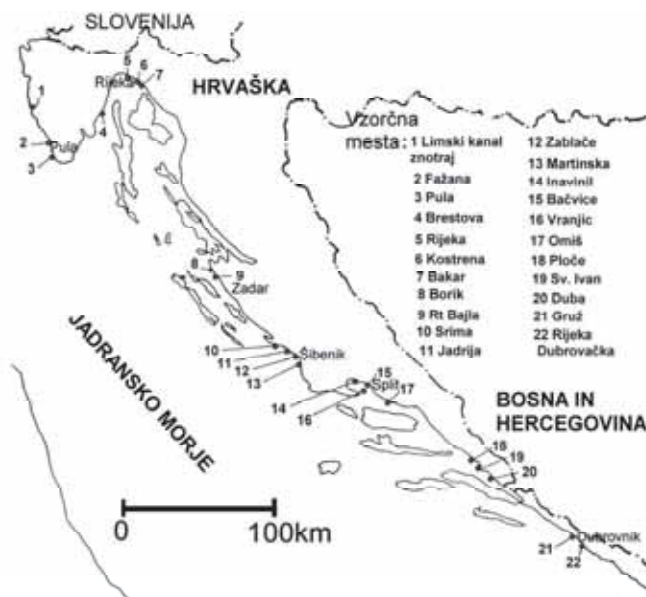 SLOVENIJA
5
6
Rijeka
7
HRVAŠKA
1
4
2
Pula
3
Vzorčna
mesta:
1 Limski kanal
znotraj
2 Fažana
3 Pula
4 Brestova
5 Rijeka
6 Kostrena
7 Bakar
8 Borik
9 Rt Bajla
10 Srima
11 Jadrija
12 Zablaće
13 Martinska
14 Inavinil
15 Bačvice
16 Vranjic
17 Omiš
18 Ploče
19 Sv. Ivan
20 Duba
21 Gruž
22 Rijeka
Dubrovačka
8
9
Zadar
JADRANSKO MORJE
10
11
Šibenik
12
13
14
15
Split
16
17
BOSNA IN
HERCEGOVINA
18
19
20
0
100km
21
Dubrovnik
22